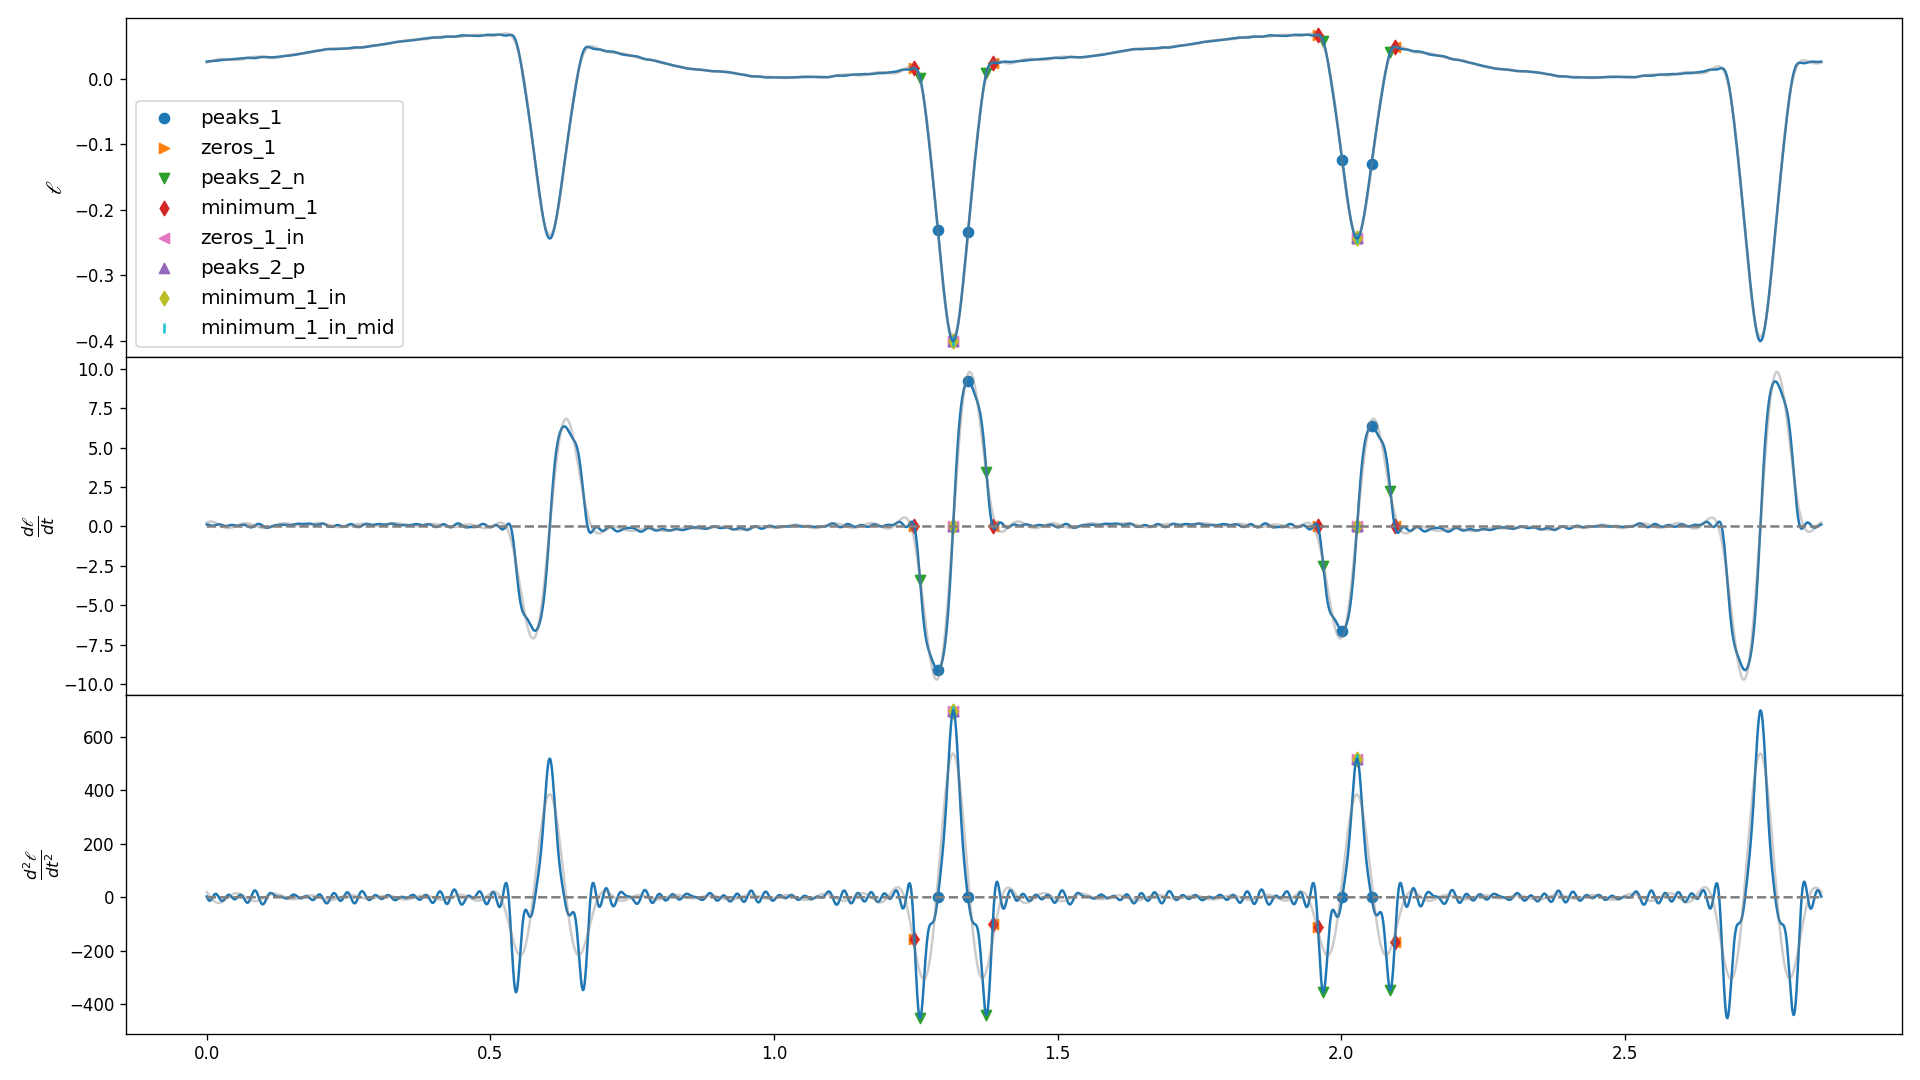 0.0
−0.1
−0.2
−0.3
−0.4
ℓ
peaks_1
zeros_1
peaks_2_n
minimum_1
zeros_1_in
peaks_2_p
minimum_1_in
minimum_1_in_mid
10.0
7.5
5.0
2.5
0.0
−2.5
−5.0
−7.5
−10.0
dℓ
dt
600
400
200
0
−200
−400
d²ℓ
dt²
0.0 0.5 1.0 1.5 2.0 2.5